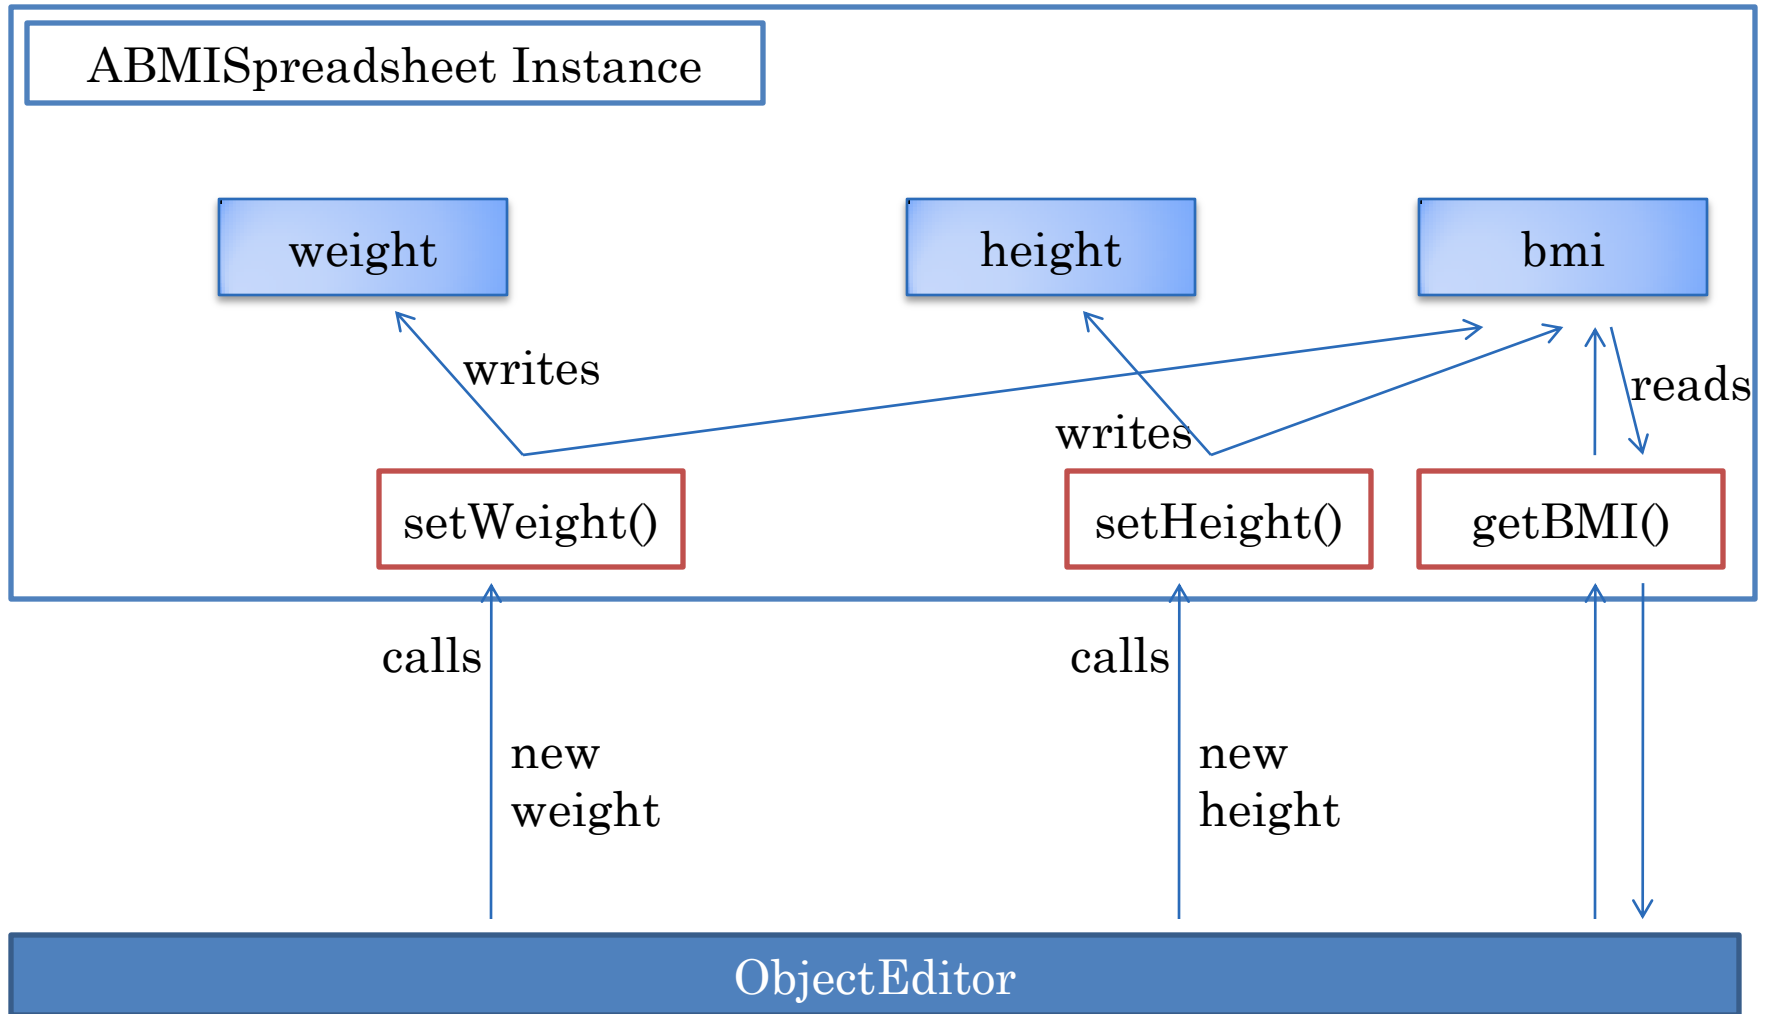 ABMISpreadsheet Instance
weight
height
bmi
writes
reads
writes
setWeight()
setHeight()
getBMI()
calls
calls
new
weight
new
height
ObjectEditor